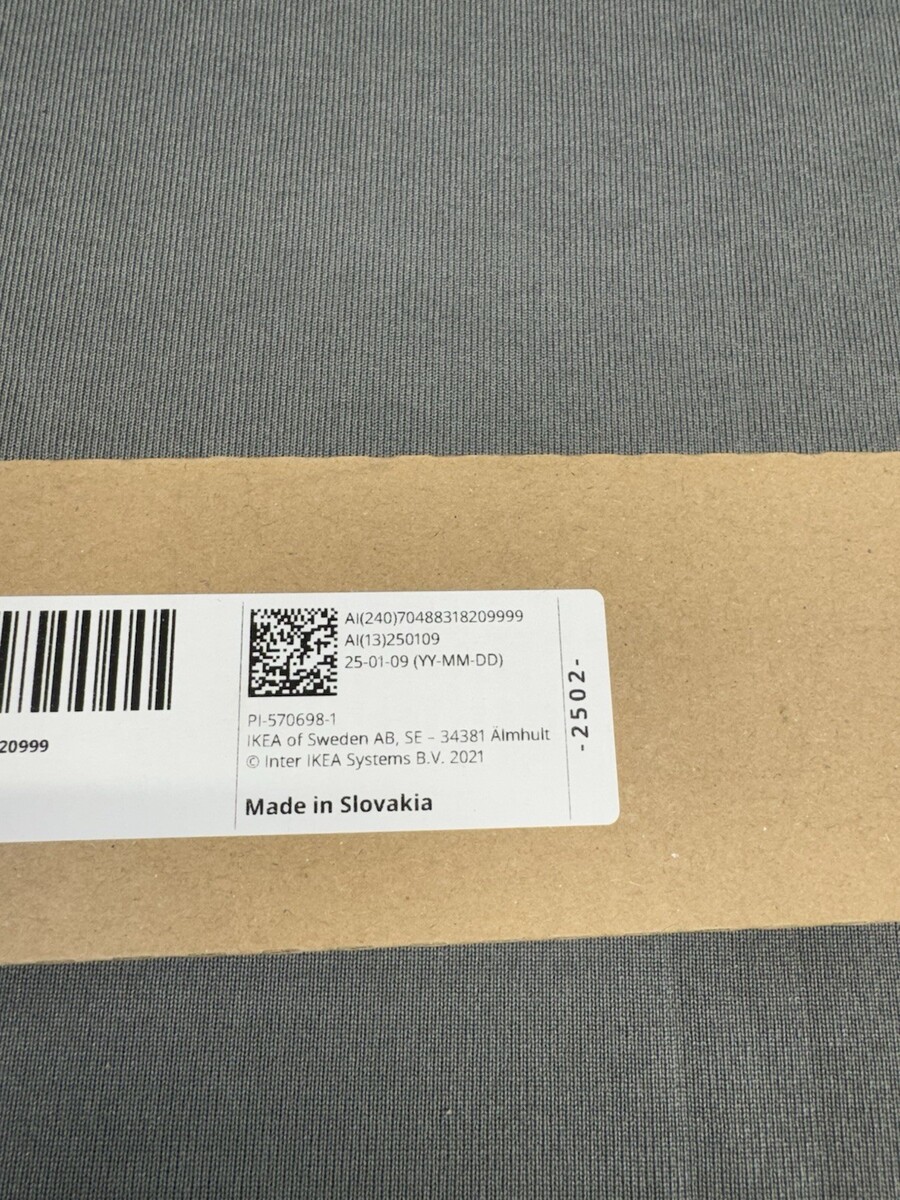 AI(240)70488318209999
AI(13)250109
25-01-09 (YY-MM-DD)
20999
PI-570698-1
IKEA of Sweden AB, SE – 34381 Älmhult
© Inter IKEA Systems B.V. 2021
Made in Slovakia
-2502-